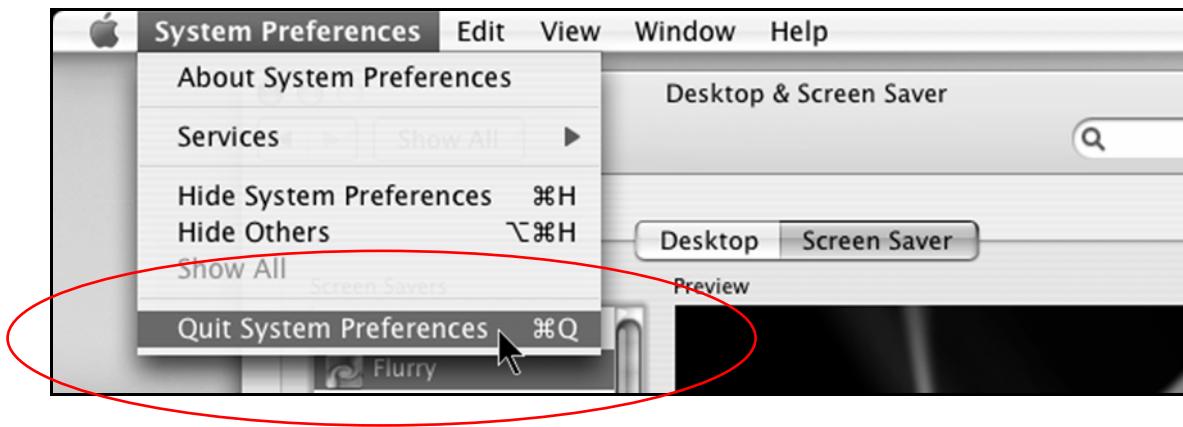 System Preferences Edit View Window Help
About System Preferences
Desktop & Screen Saver
Services
Show All
Hide System Preferences ⌘H
Hide Others ⌥⌘H
Desktop Screen Saver
Show All
Screen Savers
Preview
Quit System Preferences ⌘Q
Flurry